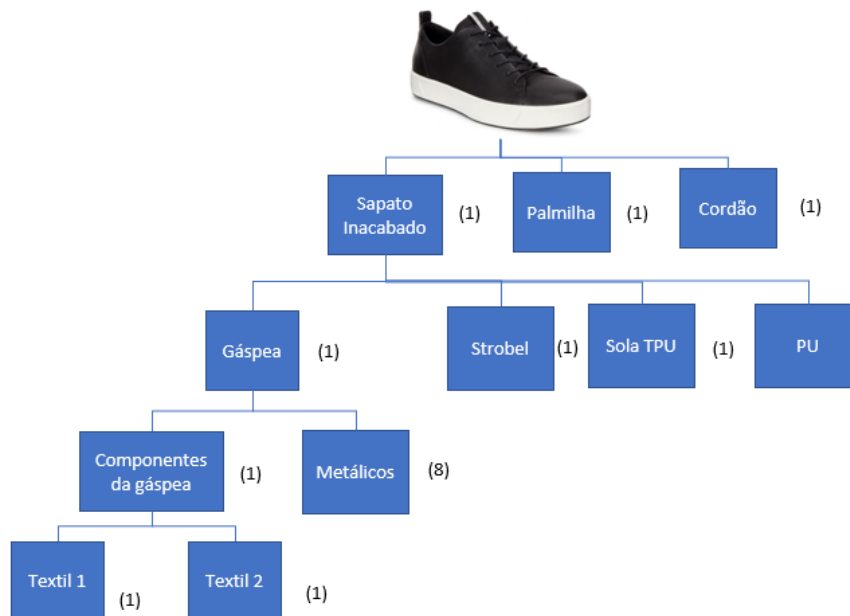 Sapato
Inacabado
(1)
Palmilha
(1)
Cordão
(1)
Gáspea
(1)
Strobel
(1)
Sola TPU
(1)
PU
Componentes
da gáspea
(1)
Metálicos
(8)
Textil 1
(1)
Textil 2
(1)